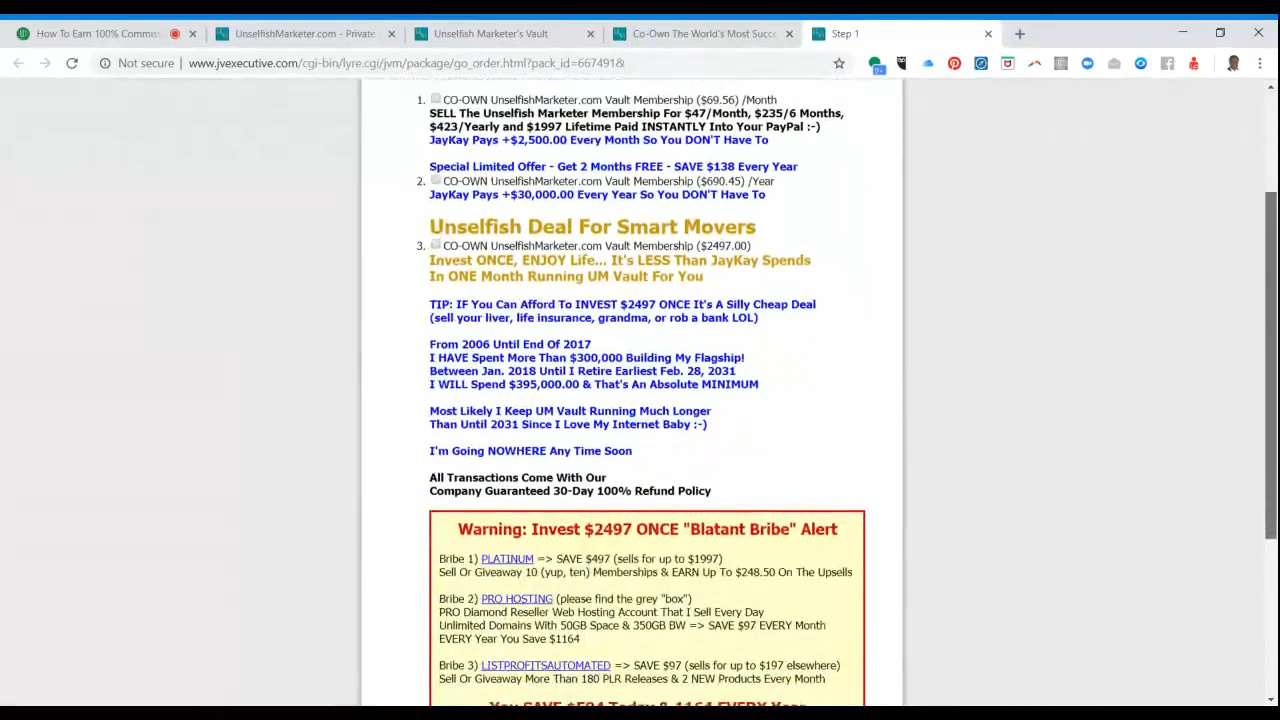 How To Earn 100% Commis
UnselfishMarketer.com - Private
Unselfish Marketer's Vault
Co-Own The World's Most Succ
Step 1
Not secure | www.jvexecutive.com/cgi-bin/lyre.cgi/jvm/package/go_order.html?pack_id=667491&
9+
1. CO-OWN UnselfishMarketer.com Vault Membership ($69.56) /Month
SELL The Unselfish Marketer Membership For $47/Month, $235/6 Months,
$423/Yearly and $1997 Lifetime Paid INSTANTLY Into Your PayPal :-)
JayKay Pays +$2,500.00 Every Month So You DON'T Have To
Special Limited Offer - Get 2 Months FREE - SAVE $138 Every Year
2. CO-OWN UnselfishMarketer.com Vault Membership ($690.45) /Year
JayKay Pays +$30,000.00 Every Year So You DON'T Have To
Unselfish Deal For Smart Movers
3. CO-OWN UnselfishMarketer.com Vault Membership ($2497.00)
Invest ONCE, ENJOY Life... It's LESS Than JayKay Spends
In ONE Month Running UM Vault For You
TIP: IF You Can Afford To INVEST $2497 ONCE It's A Silly Cheap Deal
(sell your liver, life insurance, grandma, or rob a bank LOL)
From 2006 Until End Of 2017
I HAVE Spent More Than $300,000 Building My Flagship!
Between Jan. 2018 Until I Retire Earliest Feb. 28, 2031
I WILL Spend $395,000.00 & That's An Absolute MINIMUM
Most Likely I Keep UM Vault Running Much Longer
Than Until 2031 Since I Love My Internet Baby :-)
I'm Going NOWHERE Any Time Soon
All Transactions Come With Our
Company Guaranteed 30-Day 100% Refund Policy
Warning: Invest $2497 ONCE "Blatant Bribe" Alert
Bribe 1) PLATINUM => SAVE $497 (sells for up to $1997)
Sell Or Giveaway 10 (yup, ten) Memberships & EARN Up To $248.50 On The Upsells
Bribe 2) PRO HOSTING (please find the grey "box")
PRO Diamond Reseller Web Hosting Account That I Sell Every Day
Unlimited Domains With 50GB Space & 350GB BW => SAVE $97 EVERY Month
EVERY Year You Save $1164
Bribe 3) LISTPROFITSAUTOMATED => SAVE $97 (sells for up to $197 elsewhere)
Sell Or Giveaway More Than 180 PLR Releases & 2 NEW Products Every Month
You SAVE $594 Today & 1164 EVERY Year